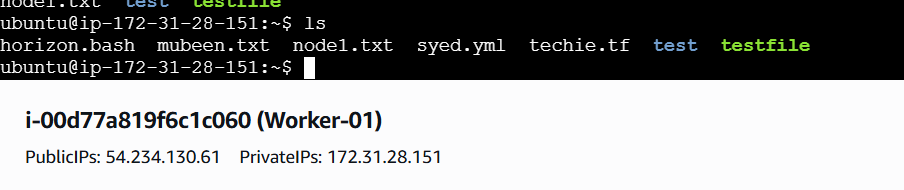 node1.txt  test  testfile
ubuntu@ip-172-31-28-151:~$ ls
horizon.bash  mubeen.txt  node1.txt  syed.yml  techie.tf  test  testfile
ubuntu@ip-172-31-28-151:~$
i-00d77a819f6c1c060 (Worker-01)
PublicIPs: 54.234.130.61  PrivateIPs: 172.31.28.151